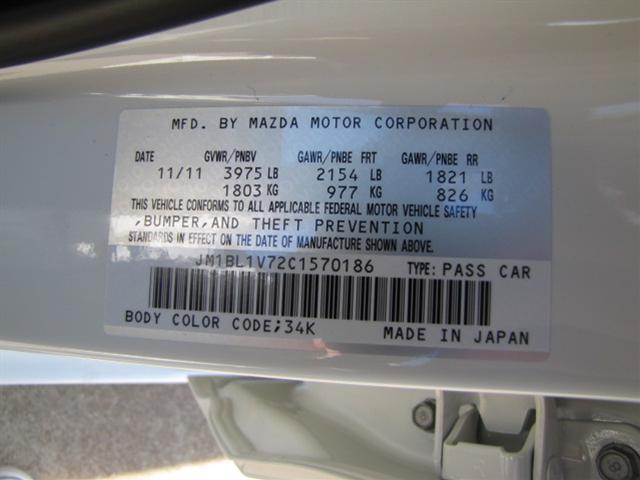 MFD. BY MAZDA MOTOR CORPORATION
DATE GVWR/PNBV GAWR/PNBE FRT GAWR/PNBE RR
11/11 3975 LB 2154 LB 1821 LB
1803 KG 977 KG 826 KG
THIS VEHICLE CONFORMS TO ALL APPLICABLE FEDERAL MOTOR VEHICLE SAFETY
,BUMPER,AND THEFT PREVENTION
STANDARDS IN EFFECT ON THE DATE OF MANUFACTURE SHOWN ABOVE.
JM1BL1V72C1570186 TYPE: PASS CAR
BODY COLOR CODE;34K MADE IN JAPAN